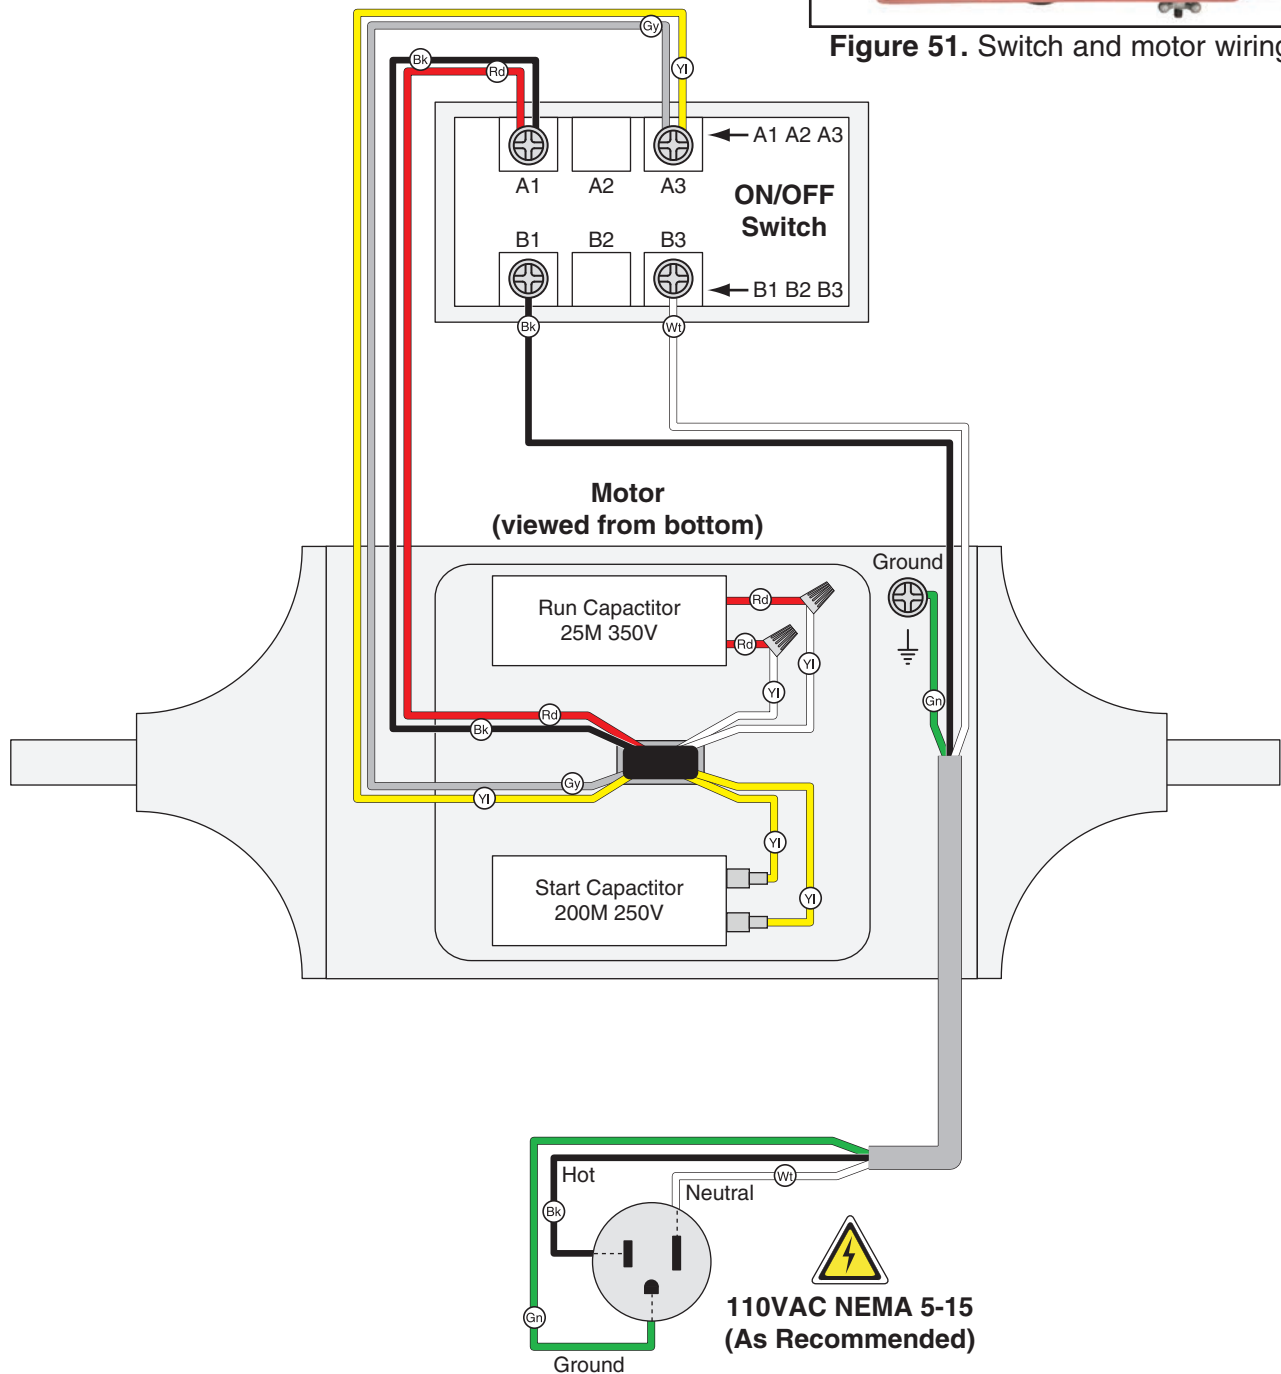 Figure 51. Switch and motor wiring
Gy
Bk
Rd
Yl
A1 A2 A3
A1
A2
A3
ON/OFF
Switch
B1
B2
B3
B1 B2 B3
Bk
Wt
Motor
(viewed from bottom)
Ground
Run Capactitor
25M 350V
Rd
Rd
Yl
Yl
Gn
Rd
Bk
Gy
Yl
Yl
Start Capactitor
200M 250V
Yl
Hot
Wt
Neutral
Bk
110VAC NEMA 5-15
(As Recommended)
Gn
Ground